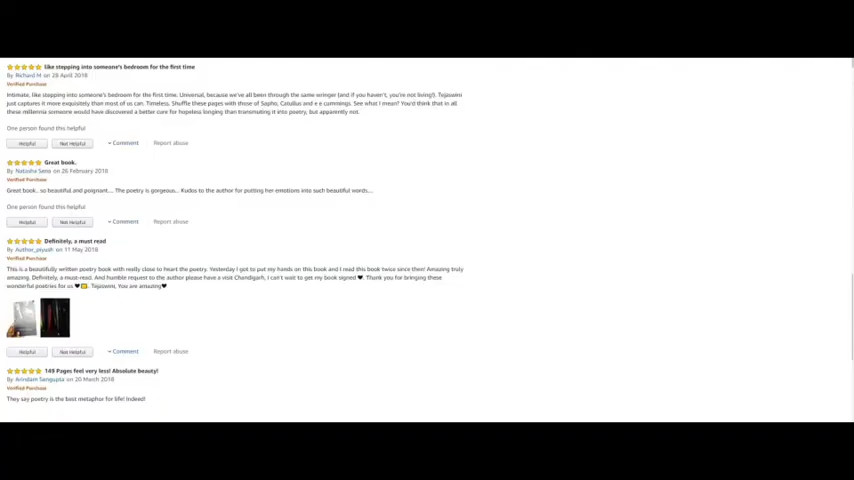 like stepping into someone's bedroom for the first time
By Richard M on 28 April 2018
Verified Purchase
Intimate, like stepping into someone's bedroom for the first time. Universal, because we've all been through the same wringer (and if you haven't, you're not living!). Tejaswini
just captures it more exquisitely than most of us can. Timeless. Shuffle these pages with those of Sapho, Catullus and e e cummings. See what I mean? You'd think that in all
these millennia someone would have discovered a better cure for hopeless longing than transmuting it into poetry, but apparently not.
One person found this helpful
Helpful Not Helpful Comment Report abuse
Great book.
By Natasha on 26 February 2018
Verified Purchase
Great book.. so beautiful and poignant.... The poetry is gorgeous... Kudos to the author for putting her emotions into such beautiful words....
One person found this helpful
Helpful Not Helpful Comment Report abuse
Definitely, a must read
By Author_piyush on 11 May 2018
Verified Purchase
This is a beautifully written poetry book with really close to heart the poetry. Yesterday I got to put my hands on this book and I read this book twice since then! Amazing truly
amazing. Definitely, a must-read. And humble request to the author please have a visit Chandigarh, I can't wait to get my book signed ♥. Thank you for bringing these
wonderful poetries for us ♥. Tejaswini, You are amazing♥
Helpful Not Helpful Comment Report abuse
149 Pages feel very less! Absolute beauty!
By Arindam Sengupta on 20 March 2018
Verified Purchase
They say poetry is the best metaphor for life! Indeed!